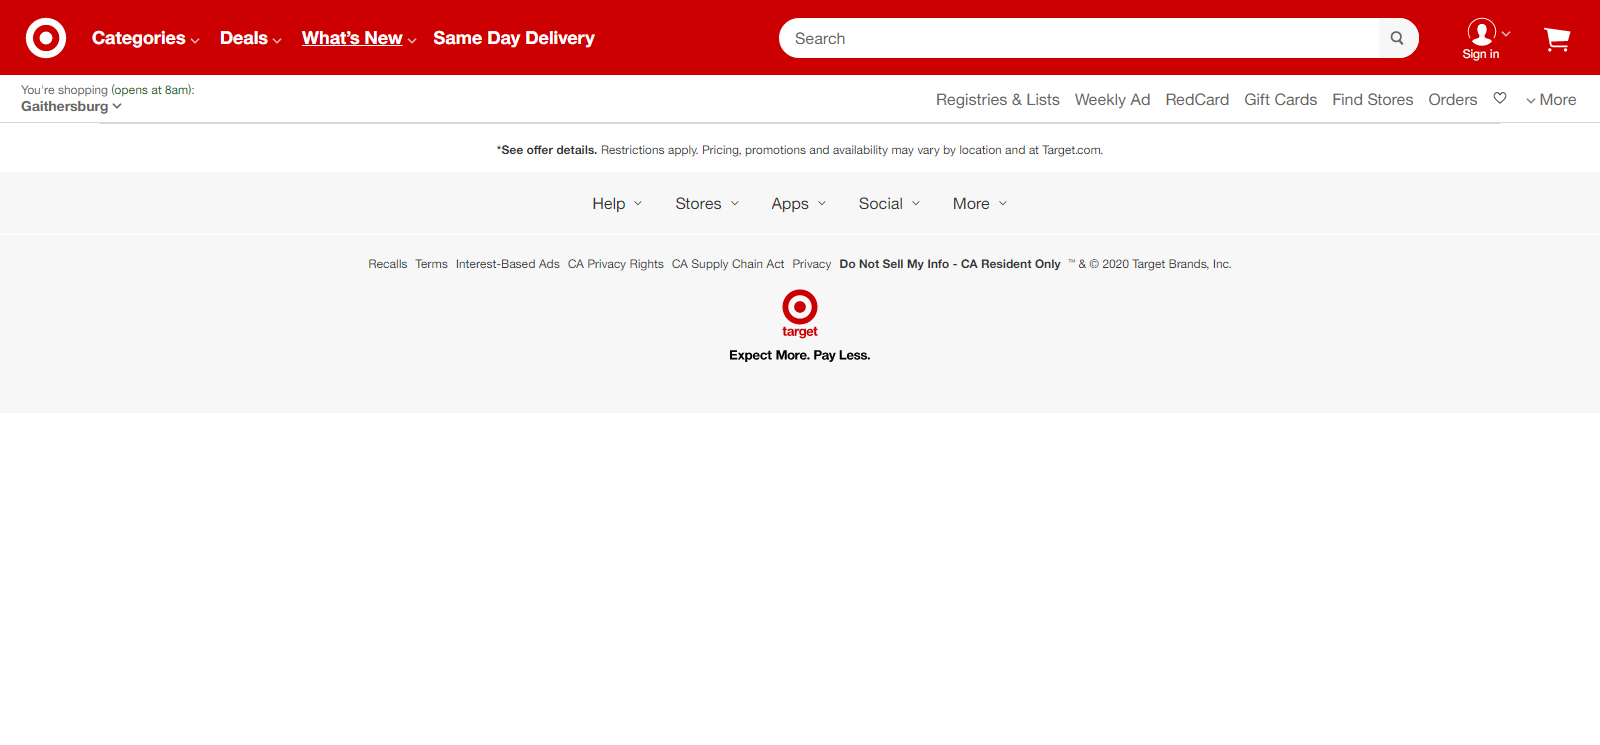 Categories Deals What's New Same Day Delivery Search Sign in
You're shopping (opens at 8am):
Gaithersburg
Registries & Lists Weekly Ad RedCard Gift Cards Find Stores Orders More
*See offer details. Restrictions apply. Pricing, promotions and availability may vary by location and at Target.com.
Help Stores Apps Social More
Recalls Terms Interest-Based Ads CA Privacy Rights CA Supply Chain Act Privacy Do Not Sell My Info - CA Resident Only ™ & © 2020 Target Brands, Inc.
target
Expect More. Pay Less.